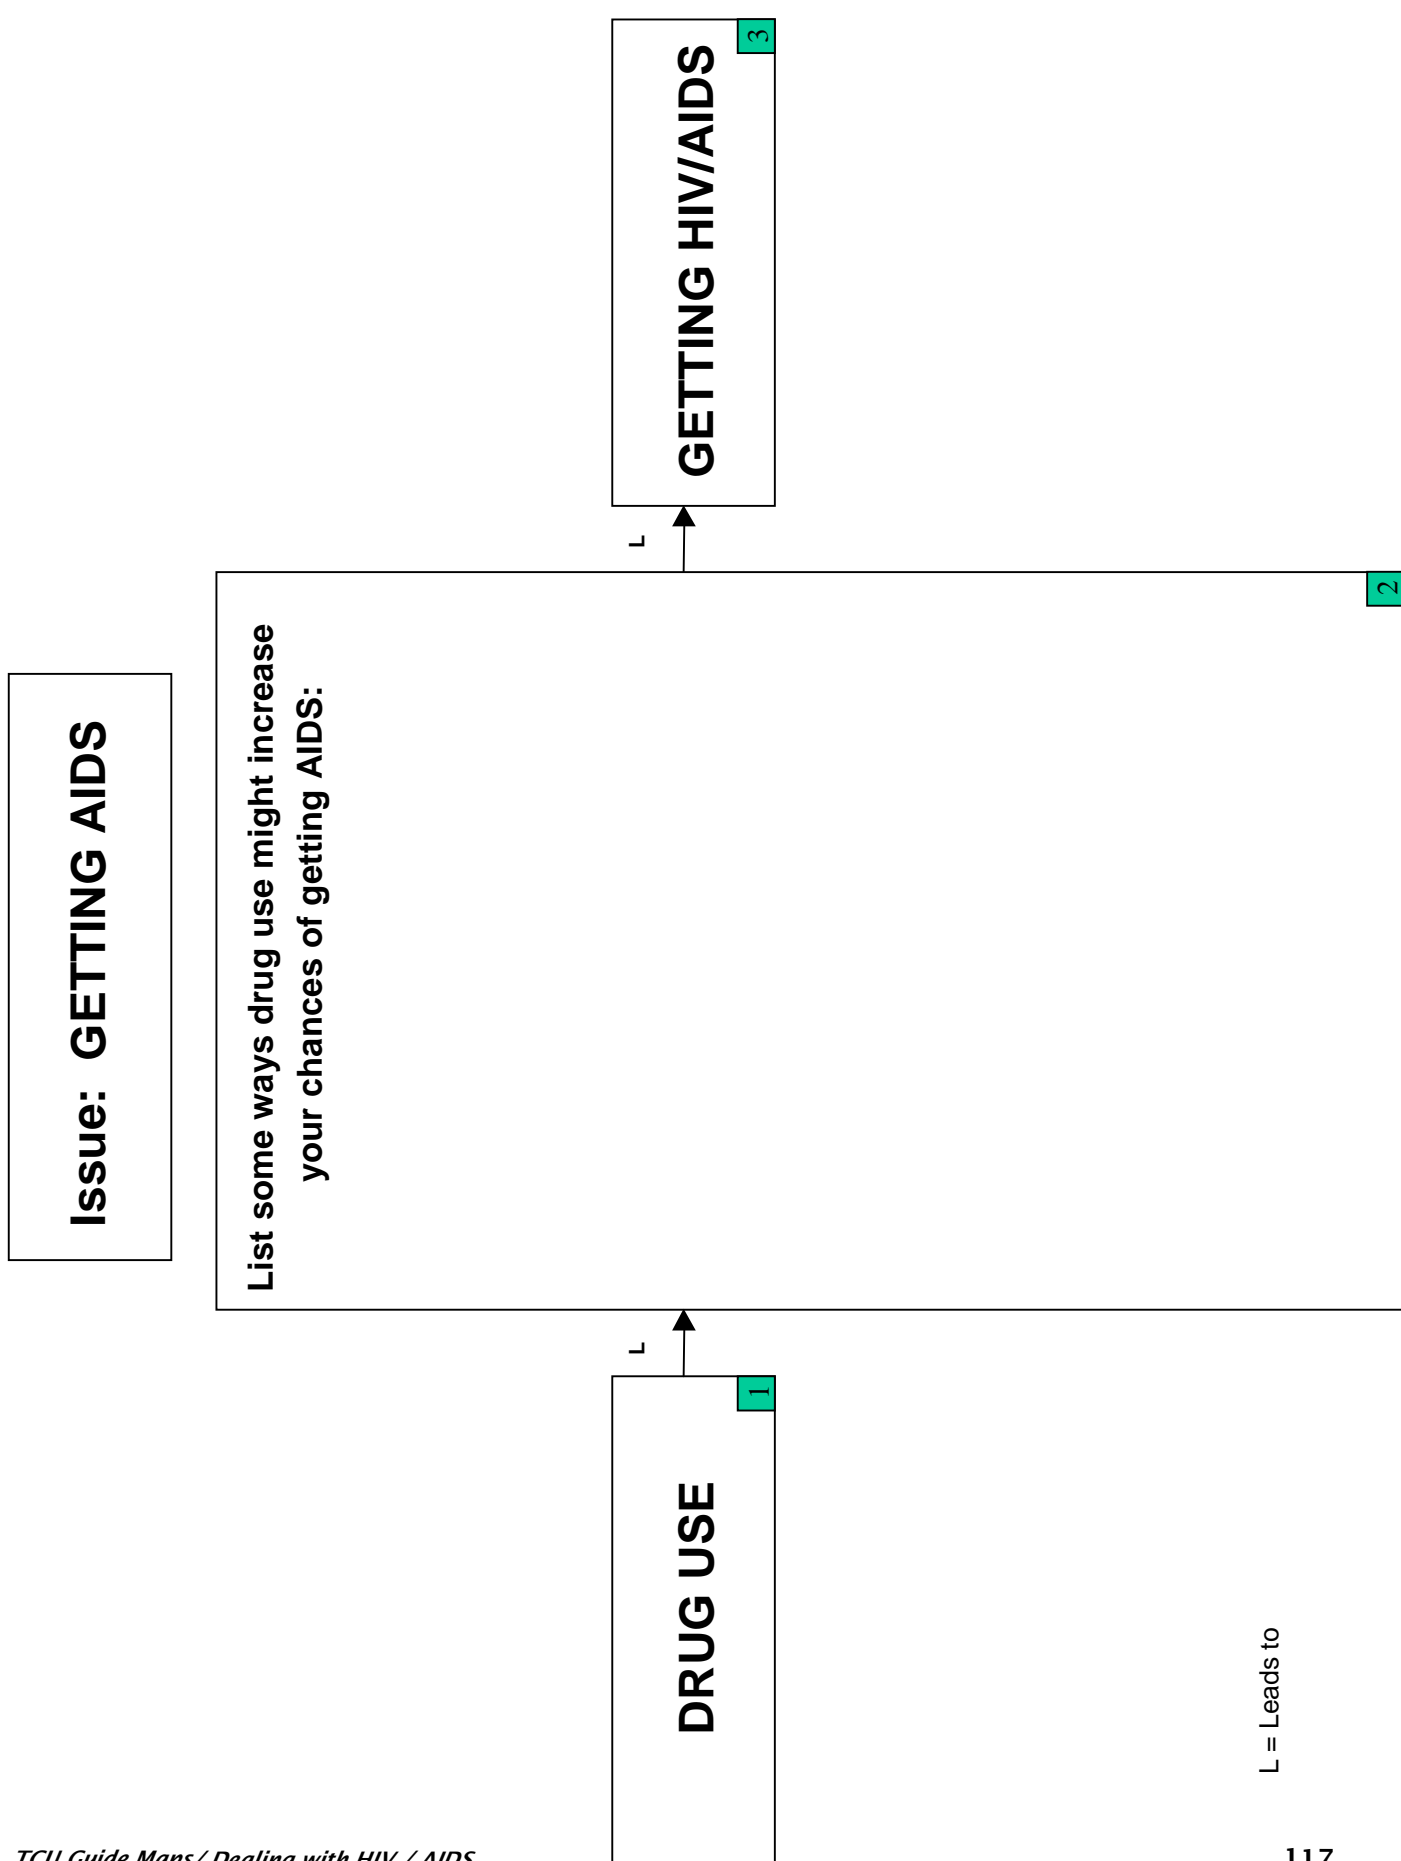 Issue: GETTING AIDS
List some ways drug use might increase
your chances of getting AIDS:
DRUG USE
1
L
2
L
GETTING HIV/AIDS
3
L = Leads to
TCU Guide Maps/ Dealing with HIV / AIDS
117